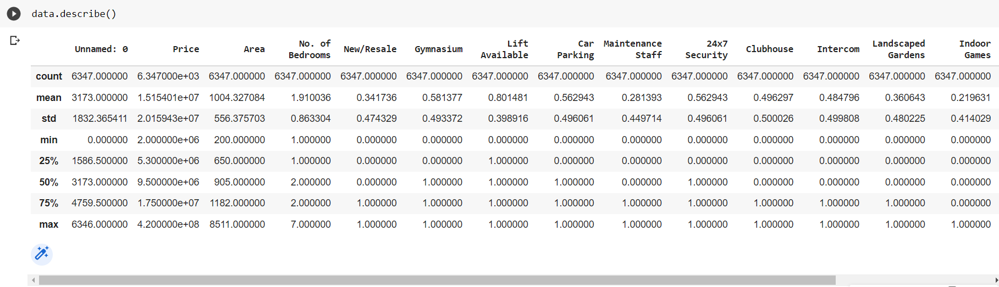 data.describe()
Unnamed: 0 Price Area No. of Bedrooms New/Resale Gymnasium Lift Available Car Parking Maintenance Staff 24x7 Security Clubhouse Intercom Landscaped Gardens Indoor Games
count 6347.000000 6.347000e+03 6347.000000 6347.000000 6347.000000 6347.000000 6347.000000 6347.000000 6347.000000 6347.000000 6347.000000 6347.000000 6347.000000 6347.000000
mean 3173.000000 1.515401e+07 1004.327084 1.910036 0.341736 0.581377 0.801481 0.562943 0.281393 0.562943 0.496297 0.484796 0.360643 0.219631
std 1832.365411 2.015943e+07 556.375703 0.863304 0.474329 0.493372 0.398916 0.496061 0.449714 0.496061 0.500026 0.499808 0.480225 0.414029
min 0.000000 2.000000e+06 200.000000 1.000000 0.000000 0.000000 0.000000 0.000000 0.000000 0.000000 0.000000 0.000000 0.000000 0.000000
25% 1586.500000 5.300000e+06 650.000000 1.000000 0.000000 0.000000 1.000000 0.000000 0.000000 0.000000 0.000000 0.000000 0.000000 0.000000
50% 3173.000000 9.500000e+06 905.000000 2.000000 0.000000 1.000000 1.000000 1.000000 0.000000 1.000000 0.000000 0.000000 0.000000 0.000000
75% 4759.500000 1.750000e+07 1182.000000 2.000000 1.000000 1.000000 1.000000 1.000000 1.000000 1.000000 1.000000 1.000000 1.000000 0.000000
max 6346.000000 4.200000e+08 8511.000000 7.000000 1.000000 1.000000 1.000000 1.000000 1.000000 1.000000 1.000000 1.000000 1.000000 1.000000